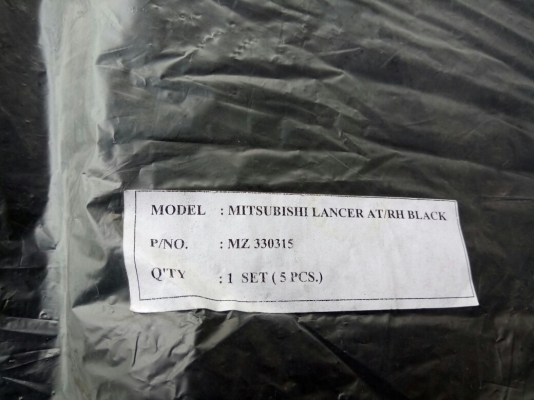 MODEL : MITSUBISHI LANCER AT/RH BLACK
P/NO. : MZ 330315
Q'TY : 1 SET ( 5 PCS.)